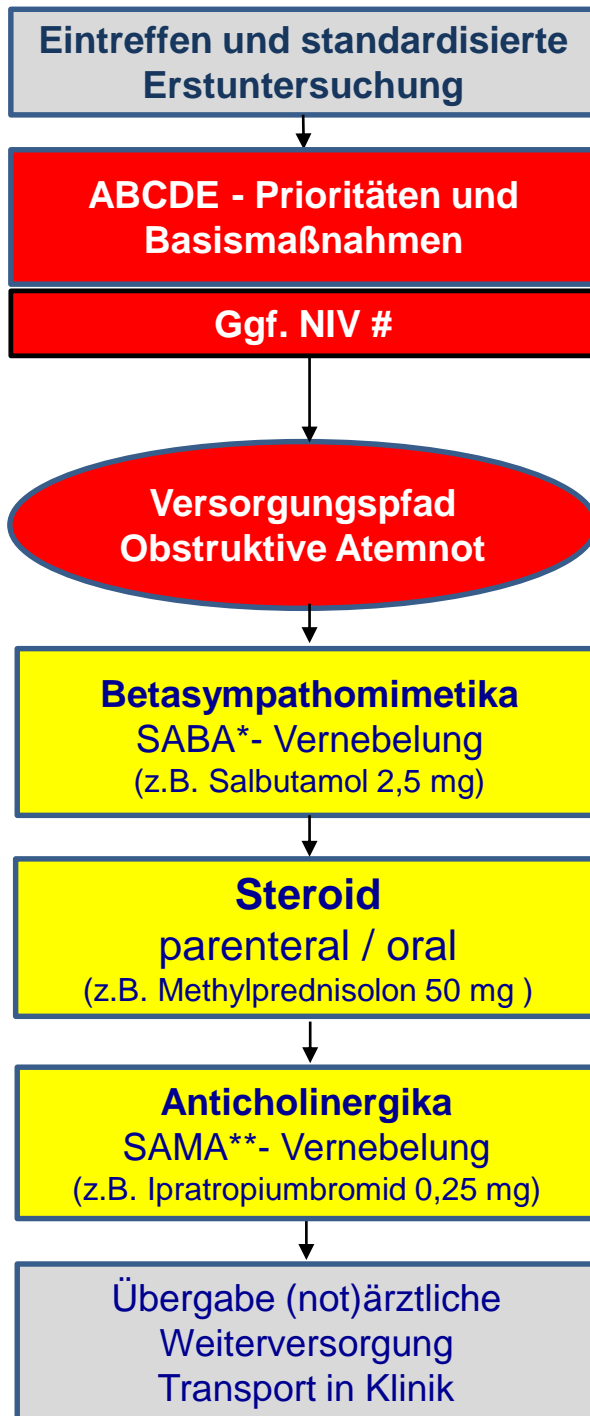 Eintreffen und standardisierte
Erstuntersuchung
ABCDE - Prioritäten und
Basismaßnahmen
Ggf. NIV #
Versorgungspfad
Obstruktive Atemnot
Betasympathomimetika
SABA*- Vernebelung
(z.B. Salbutamol 2,5 mg)
Steroid
parenteral / oral
(z.B. Methylprednisolon 50 mg )
Anticholinergika
SAMA**- Vernebelung
(z.B. Ipratropiumbromid 0,25 mg)
Übergabe (not)ärztliche
Weiterversorgung
Transport in Klinik